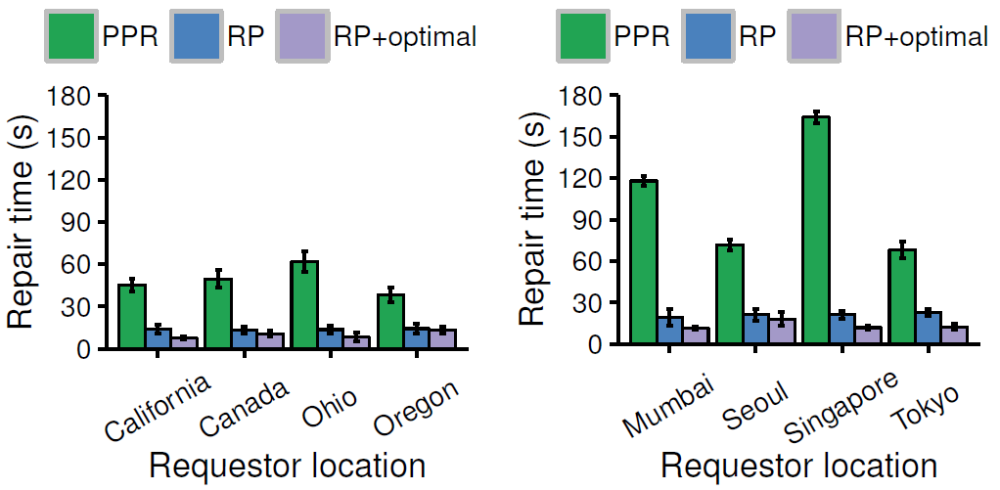 PPR RP RP+optimal
Repair time (s)
180
150
120
90
60
30
0
California Canada Ohio Oregon
Requestor location
PPR RP RP+optimal
Repair time (s)
180
150
120
90
60
30
0
Mumbai Seoul Singapore Tokyo
Requestor location